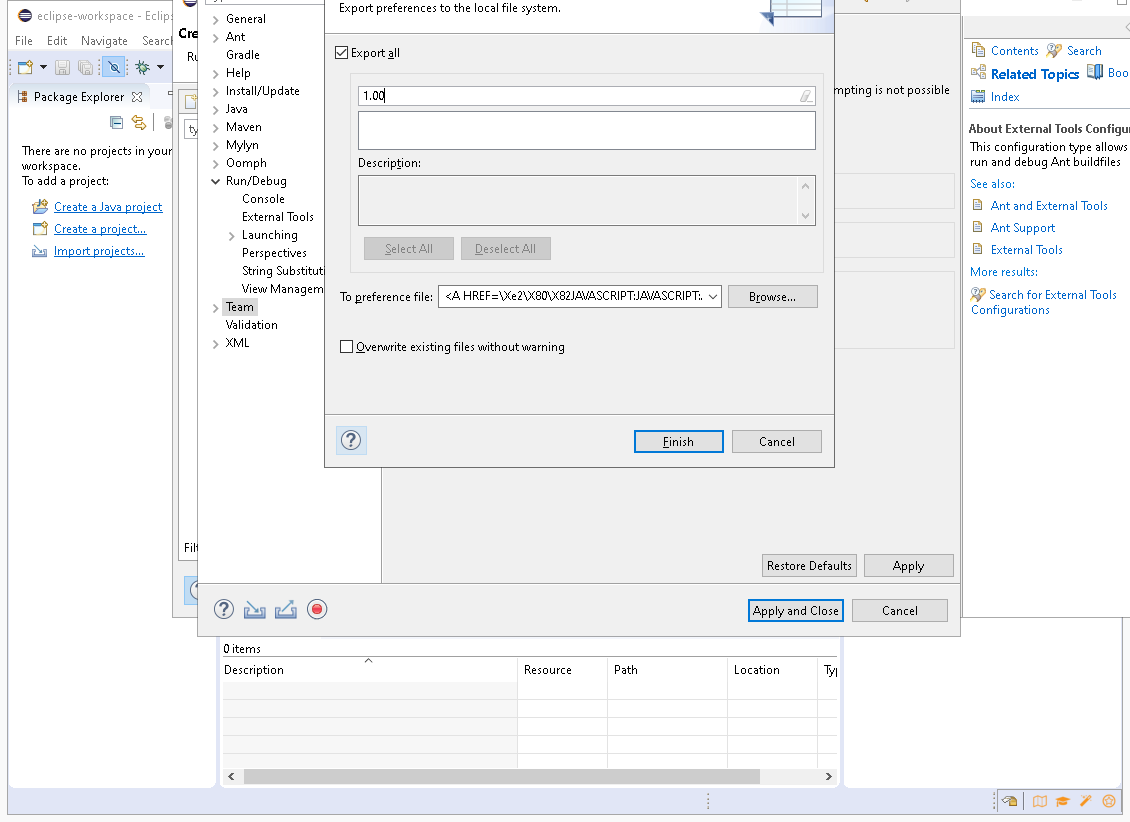 eclipse-workspace - Eclips
File Edit Navigate Search
Package Explorer
There are no projects in your
workspace.
To add a project:
Create a Java project
Create a project...
Import projects...
Cre
Ru
ty
Filt
General
Ant
Gradle
Help
Install/Update
Java
Maven
Mylyn
Oomph
Run/Debug
Console
External Tools
Launching
Perspectives
String Substituti
View Managem
Team
Validation
XML
Export preferences to the local file system.
Export all
1.00
Description:
Select All Deselect All
To preference file: <A HREF=\Xe2\X80\X82JAVASCRIPT:JAVASCRIPT:. Browse...
Overwrite existing files without warning
Finish Cancel
mpting is not possible
Restore Defaults Apply
Apply and Close Cancel
Contents Search
Related Topics Boo
Index
About External Tools Configu
This configuration type allows
run and debug Ant buildfiles
See also:
Ant and External Tools
Ant Support
External Tools
More results:
Search for External Tools
Configurations
0 items
Description Resource Path Location Typ